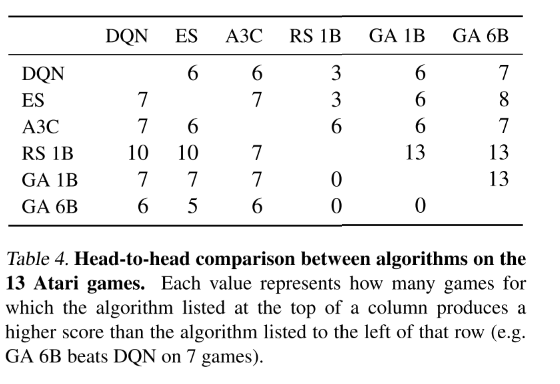 DQN ES A3C RS 1B GA 1B GA 6B
DQN 6 6 3 6 7
ES 7 7 3 6 8
A3C 7 6 6 6 7
RS 1B 10 10 7 13 13
GA 1B 7 7 7 0 13
GA 6B 6 5 6 0 0
Table 4. Head-to-head comparison between algorithms on the
13 Atari games. Each value represents how many games for
which the algorithm listed at the top of a column produces a
higher score than the algorithm listed to the left of that row (e.g.
GA 6B beats DQN on 7 games).